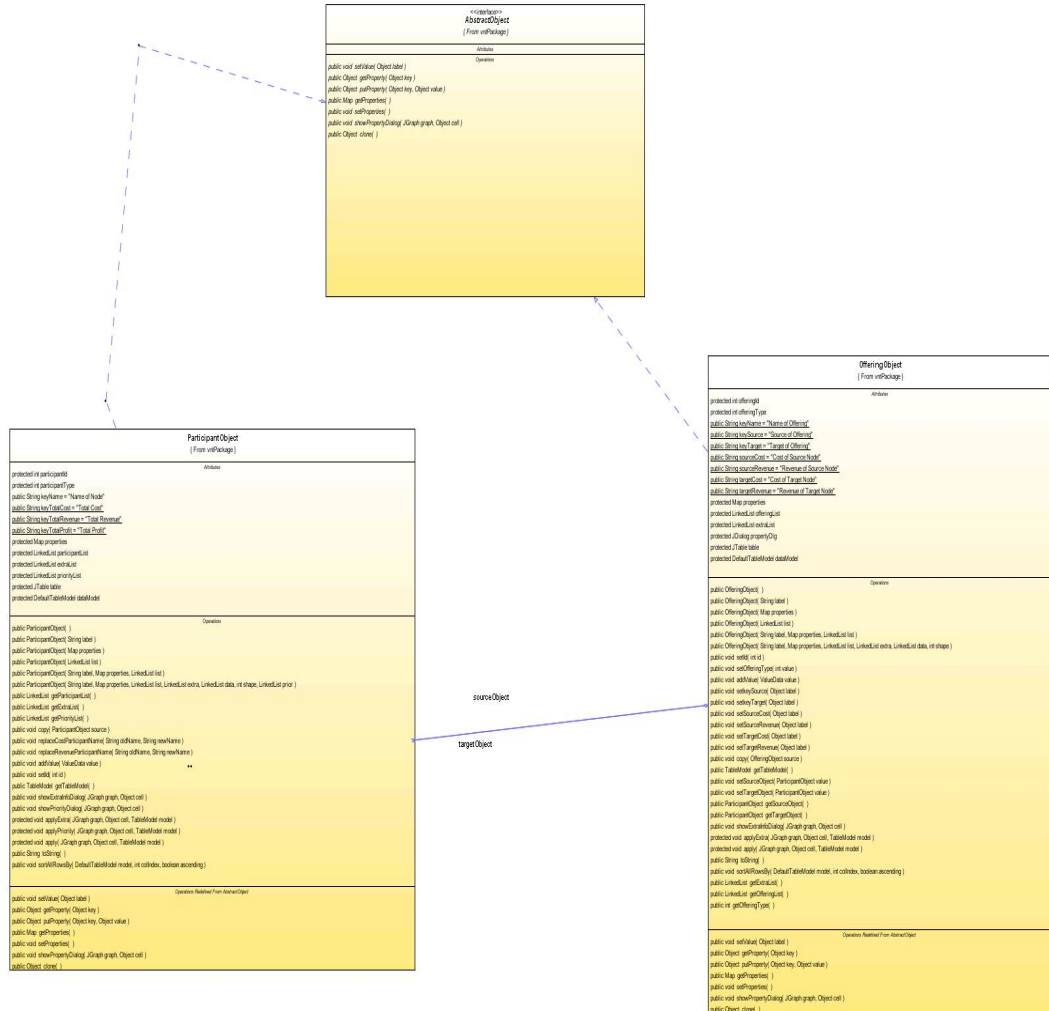 <<interface>>
AbstractObject
( From vntPackage )
Attributes
Operations
public void setValue( Object label )
public Object getProperty( Object key )
public Object putProperty( Object key, Object value )
public Map getProperties( )
public void setProperties( )
public void showPropertyDialog( JGraph graph, Object cell )
public Object clone( )
ParticipantObject
( From vntPackage )
Attributes
protected int participantId
protected int participantType
public String keyName = "Name of Node"
public String keyTotalCost = "Total Cost"
public String keyTotalRevenue = "Total Revenue"
public String keyTotalProfit = "Total Profit"
protected Map properties
protected LinkedList participantList
protected LinkedList extraList
protected LinkedList priorityList
protected JTable table
protected DefaultTableModel dataModel
Operations
public ParticipantObject( )
public ParticipantObject( String label )
public ParticipantObject( Map properties )
public ParticipantObject( LinkedList list )
public ParticipantObject( String label, Map properties, LinkedList list )
public ParticipantObject( String label, Map properties, LinkedList list, LinkedList extra, LinkedList data, int shape, LinkedList prior )
public LinkedList getParticipantList( )
public LinkedList getExtraList( )
public LinkedList getPriorityList( )
public void copy( ParticipantObject source )
public void replaceCostParticipantName( String oldName, String newName )
public void replaceRevenueParticipantName( String oldName, String newName )
public void addValue( ValueData value )
public void setId( int id )
public TableModel getTableModel( )
public void showExtraInfoDialog( JGraph graph, Object cell )
public void showPriorityDialog( JGraph graph, Object cell )
protected void applyExtra( JGraph graph, Object cell, TableModel model )
protected void applyPriority( JGraph graph, Object cell, TableModel model )
protected void apply( JGraph graph, Object cell, TableModel model )
public String toString( )
public void sortAllRowsBy( DefaultTableModel model, int colIndex, boolean ascending )
Operations Redefined From AbstractObject
public void setValue( Object label )
public Object getProperty( Object key )
public Object putProperty( Object key, Object value )
public Map getProperties( )
public void setProperties( )
public void showPropertyDialog( JGraph graph, Object cell )
public Object clone( )
sourceObject
targetObject
OfferingObject
( From vntPackage )
Attributes
protected int offeringId
protected int offeringType
public String keyName = "Name of Offering"
public String keySource = "Source of Offering"
public String keyTarget = "Target of Offering"
public String sourceCost = "Cost of Source Node"
public String sourceRevenue = "Revenue of Source Node"
public String targetCost = "Cost of Target Node"
public String targetRevenue = "Revenue of Target Node"
protected Map properties
protected LinkedList offeringList
protected LinkedList extraList
protected JDialog propertyDlg
protected JTable table
protected DefaultTableModel dataModel
Operations
public OfferingObject( )
public OfferingObject( String label )
public OfferingObject( Map properties )
public OfferingObject( LinkedList list )
public OfferingObject( String label, Map properties, LinkedList list )
public OfferingObject( String label, Map properties, LinkedList list, LinkedList extra, LinkedList data, int shape )
public void setId( int id )
public void setOfferingType( int value )
public void addValue( ValueData value )
public void setkeySource( Object label )
public void setkeyTarget( Object label )
public void setSourceCost( Object label )
public void setSourceRevenue( Object label )
public void setTargetCost( Object label )
public void setTargetRevenue( Object label )
public void copy( OfferingObject source )
public TableModel getTableModel( )
public void setSourceObject( ParticipantObject value )
public void setTargetObject( ParticipantObject value )
public ParticipantObject getSourceObject( )
public ParticipantObject getTargetObject( )
public void showExtraInfoDialog( JGraph graph, Object cell )
protected void applyExtra( JGraph graph, Object cell, TableModel model )
protected void apply( JGraph graph, Object cell, TableModel model )
public String toString( )
public void sortAllRowsBy( DefaultTableModel model, int colIndex, boolean ascending )
public LinkedList getExtraList( )
public LinkedList getOfferingList( )
public int getOfferingType( )
Operations Redefined From AbstractObject
public void setValue( Object label )
public Object getProperty( Object key )
public Object putProperty( Object key, Object value )
public Map getProperties( )
public void setProperties( )
public void showPropertyDialog( JGraph graph, Object cell )
public Object clone( )